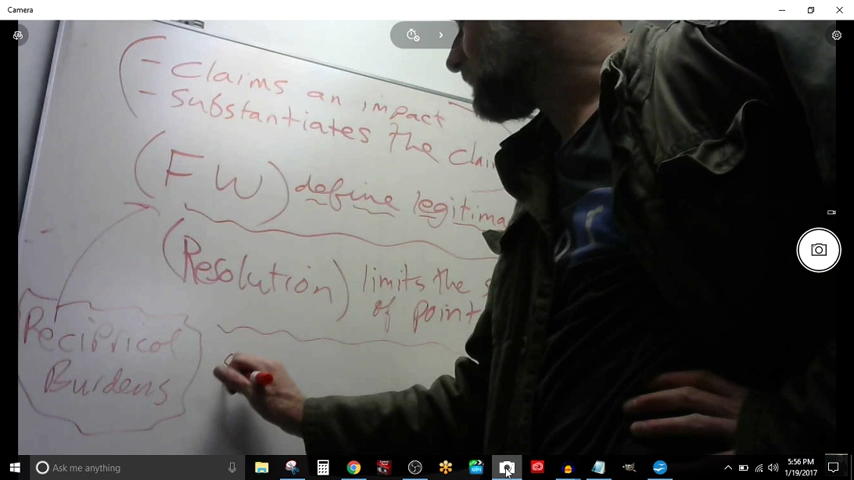 Camera
- Claims an impact
- Substantiates the Clai
(FW) define legitima
(Resolution) limits the
of point
Reciprical
Burdens
Ask me anything
5:56 PM
1/19/2017